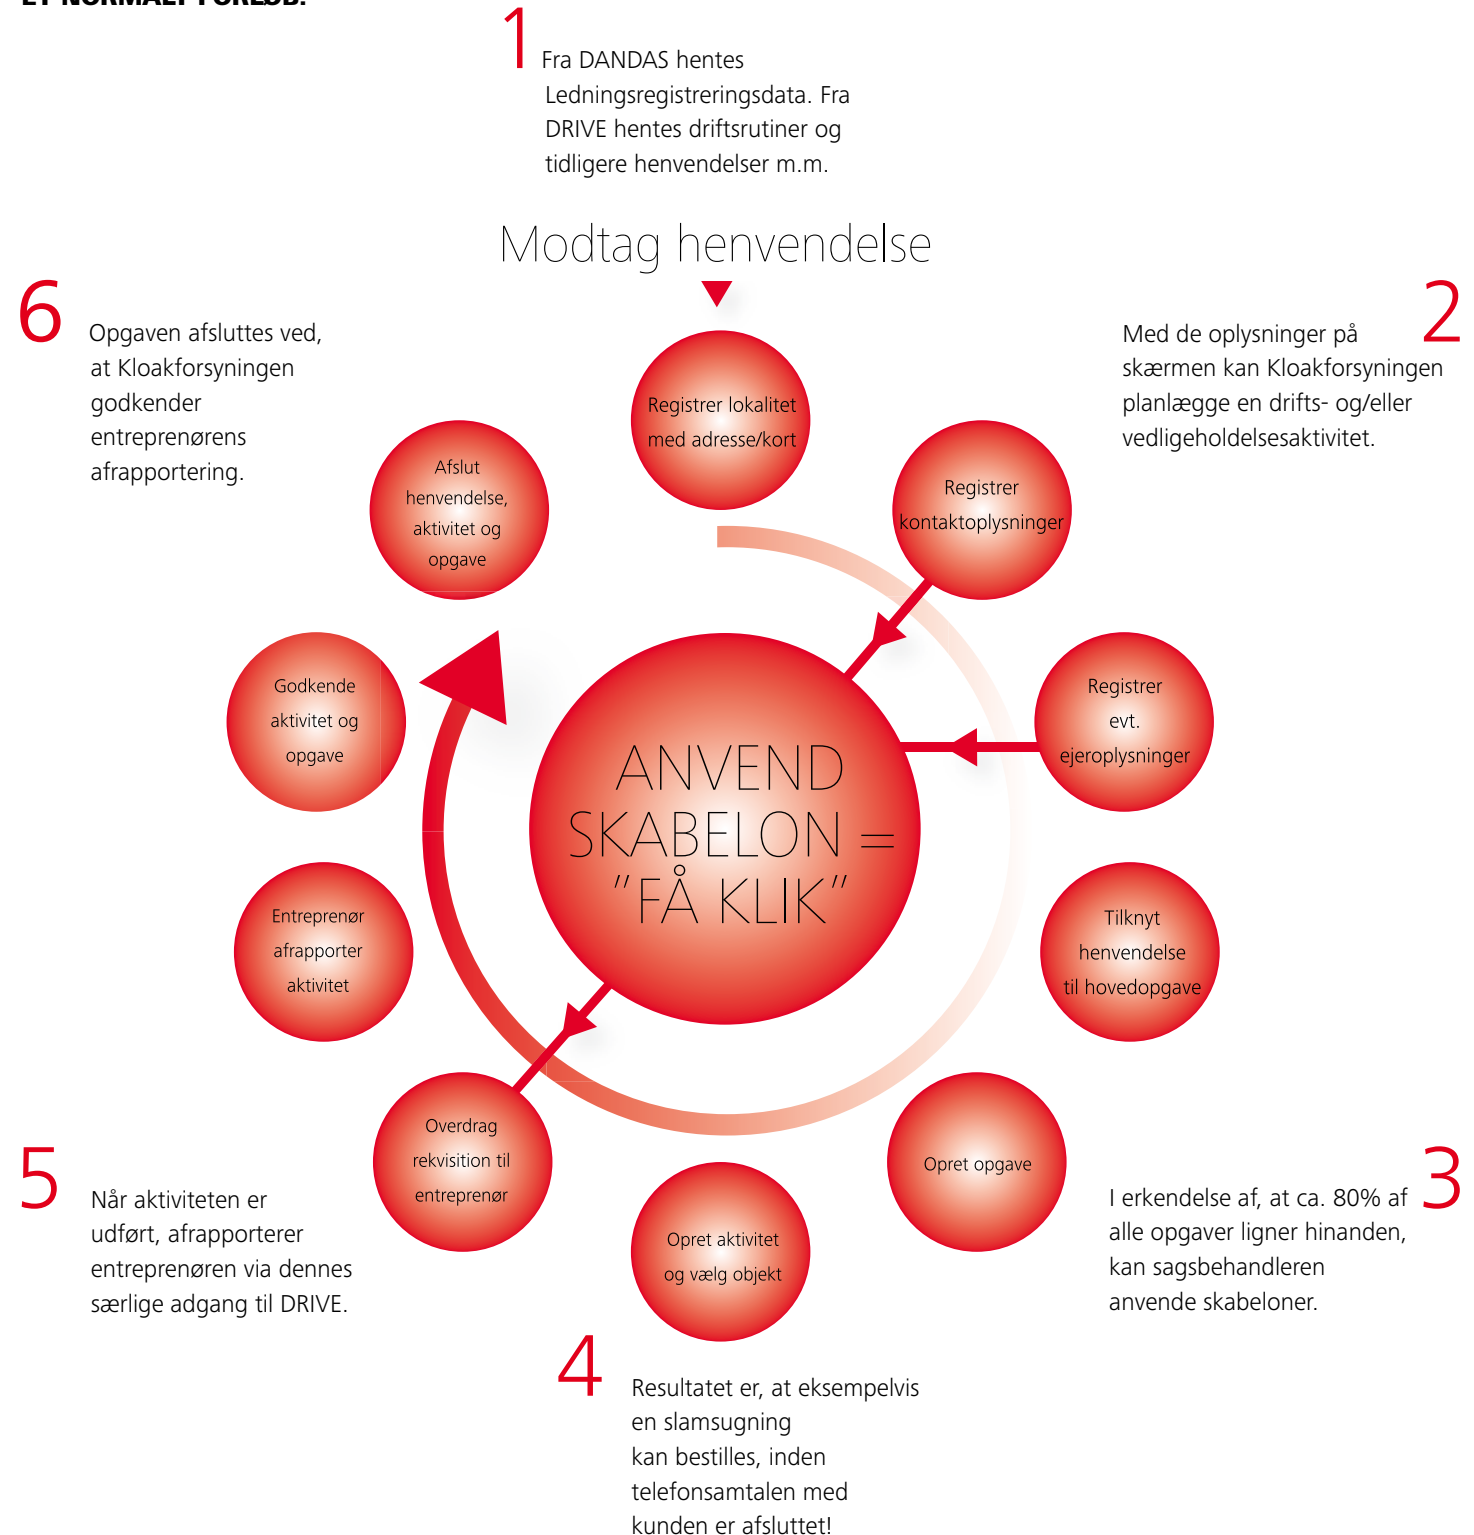 ET NORMALT FORLØB:
1
Fra DANDAS hentes
Ledningsregistreringsdata. Fra
DRIVE hentes driftsrutiner og
tidligere henvendelser m.m.
Modtag henvendelse
Registrer lokalitet
med adresse/kort
2
Med de oplysninger på
skærmen kan Kloakforsyningen
planlægge en drifts- og/eller
vedligeholdelsesaktivitet.
Registrer
kontaktoplysninger
Registrer
evt.
ejeroplysninger
Tilknyt
henvendelse
til hovedopgave
3
I erkendelse af, at ca. 80% af
alle opgaver ligner hinanden,
kan sagsbehandleren
anvende skabeloner.
Opret opgave
Opret aktivitet
og vælg objekt
4
Resultatet er, at eksempelvis
en slamsugning
kan bestilles, inden
telefonsamtalen med
kunden er afsluttet!
Overdrag
rekvisition til
entreprenør
5
Når aktiviteten er
udført, afrapporterer
entreprenøren via dennes
særlige adgang til DRIVE.
Entreprenør
afrapporter
aktivitet
Godkende
aktivitet og
opgave
6
Opgaven afsluttes ved,
at Kloakforsyningen
godkender
entreprenørens
afrapportering.
Afslut
henvendelse,
aktivitet og
opgave
ANVEND
SKABELON =
”FÅ KLIK”